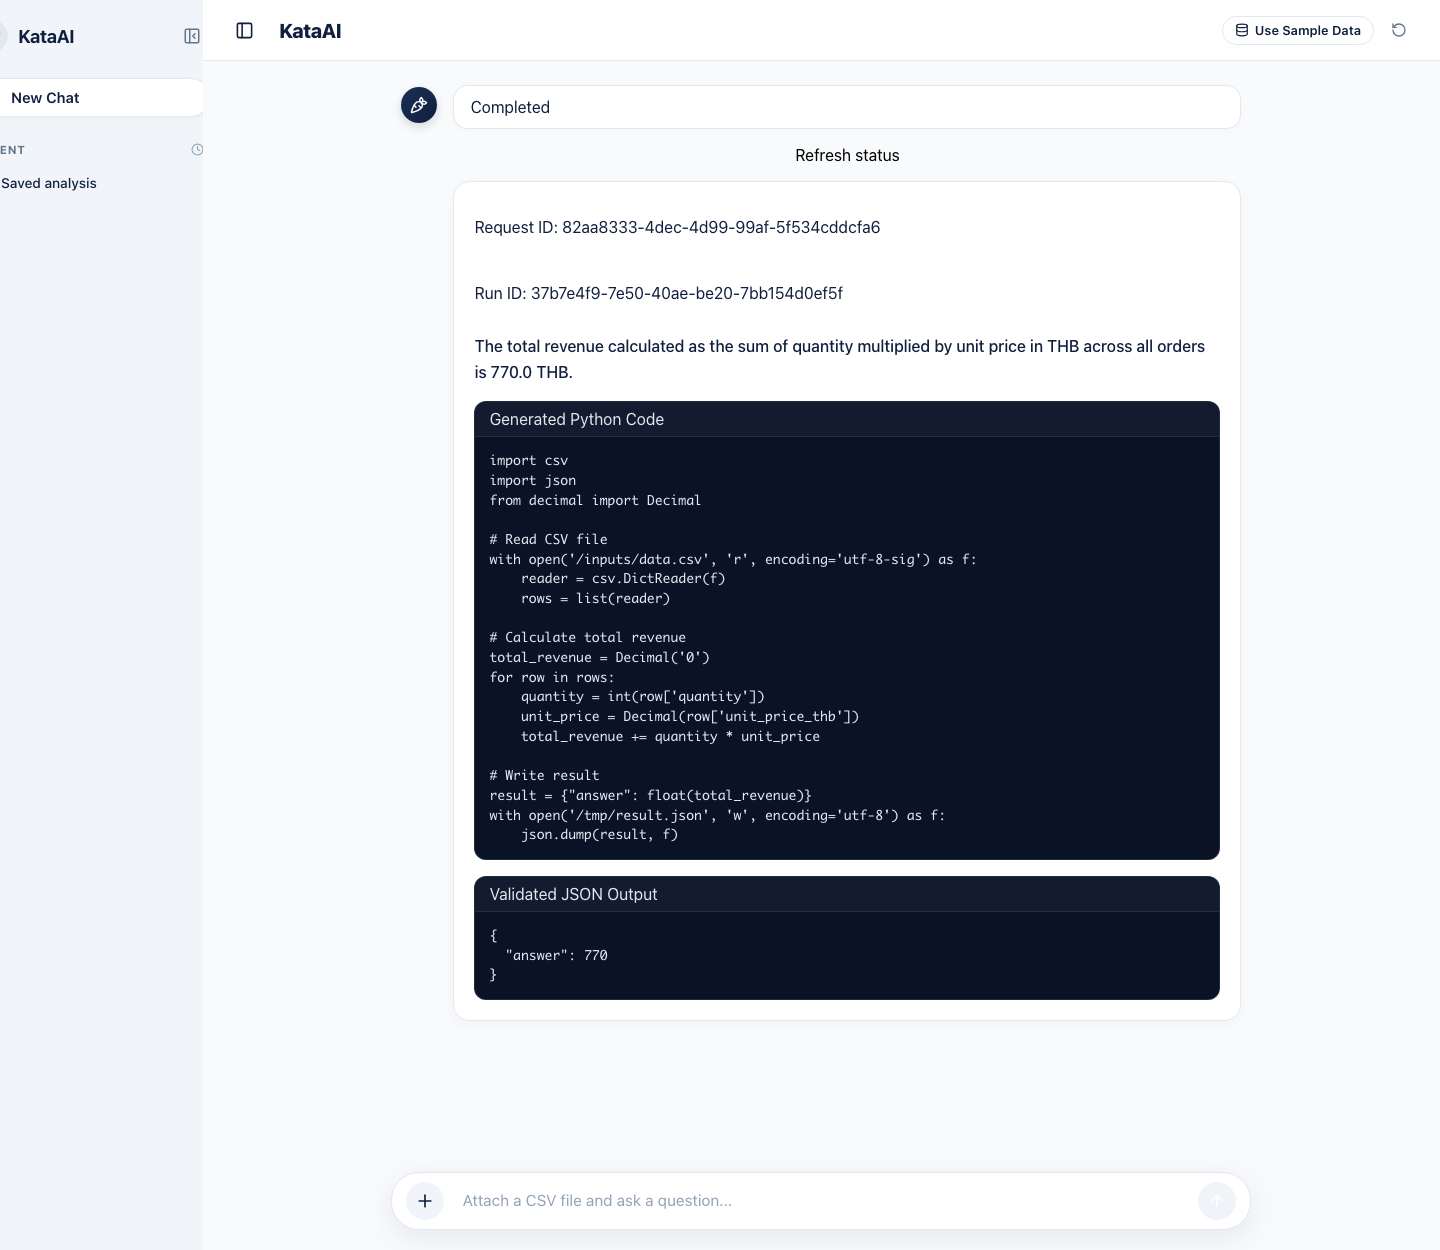 KataAI
New Chat
ENT
Saved analysis
KataAI
Use Sample Data
Completed
Refresh status
Request ID: 82aa8333-4dec-4d99-99af-5f534cddcfa6
Run ID: 37b7e4f9-7e50-40ae-be20-7bb154d0ef5f
The total revenue calculated as the sum of quantity multiplied by unit price in THB across all orders
is 770.0 THB.
Generated Python Code
import csv
import json
from decimal import Decimal
# Read CSV file
with open('/inputs/data.csv', 'r', encoding='utf-8-sig') as f:
    reader = csv.DictReader(f)
    rows = list(reader)
# Calculate total revenue
total_revenue = Decimal('0')
for row in rows:
    quantity = int(row['quantity'])
    unit_price = Decimal(row['unit_price_thb'])
    total_revenue += quantity * unit_price
# Write result
result = {"answer": float(total_revenue)}
with open('/tmp/result.json', 'w', encoding='utf-8') as f:
    json.dump(result, f)
Validated JSON Output
{
  "answer": 770
}
Attach a CSV file and ask a question...